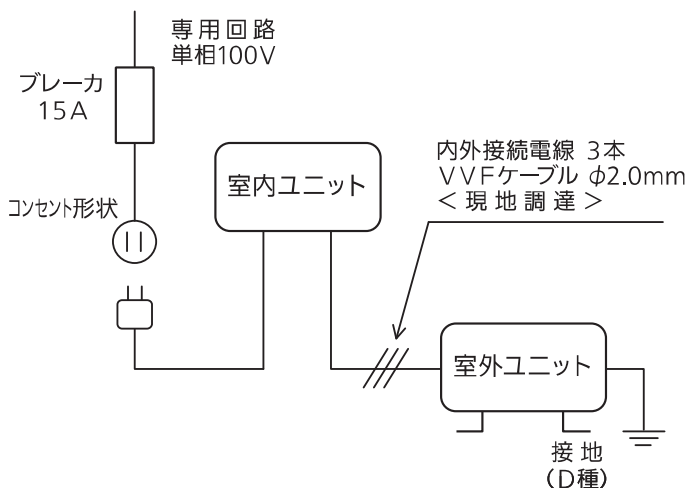 専用回路
単相100V
ブレーカ
15A
コンセント形状
室内ユニット
内外接続電線 3本
VVFケーブル φ2.0mm
<現地調達>
室外ユニット
接地
(D種)